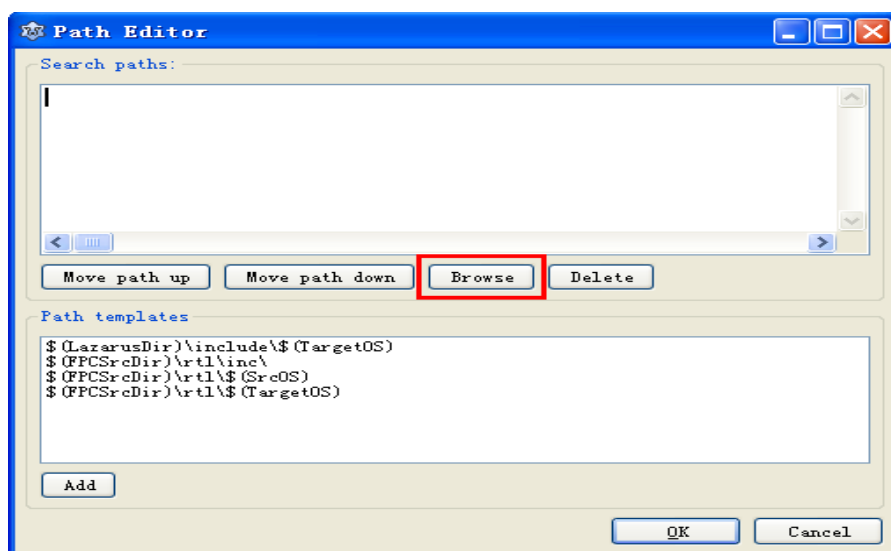 Path Editor
Search paths:
Move path up Move path down Browse Delete
Path templates
$(LazarusDir)\include\$(TargetOS)
$(FPCSrcDir)\rtl\inc\
$(FPCSrcDir)\rtl\$(SrcOS)
$(FPCSrcDir)\rtl\$(TargetOS)
Add
OK Cancel